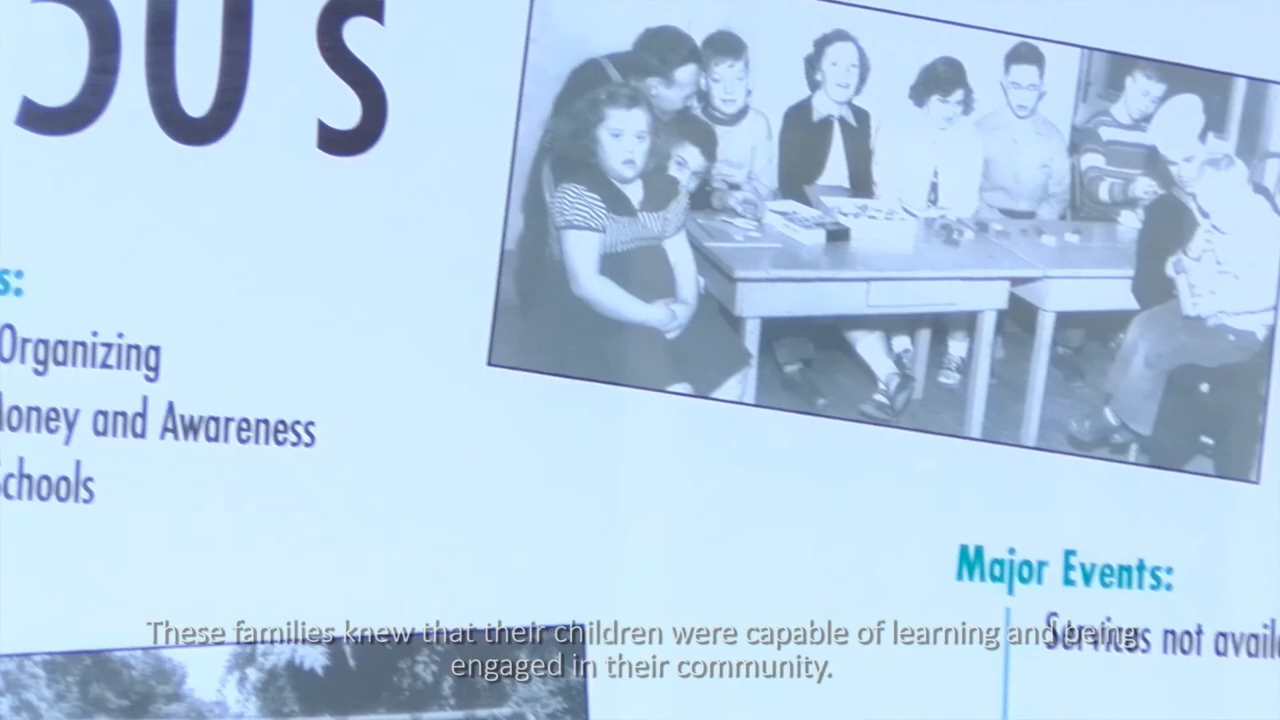 50's
s:
Organizing
Money and Awareness
Schools
Major Events:
Services not avail
These families knew that their children were capable of learning and being
engaged in their community.